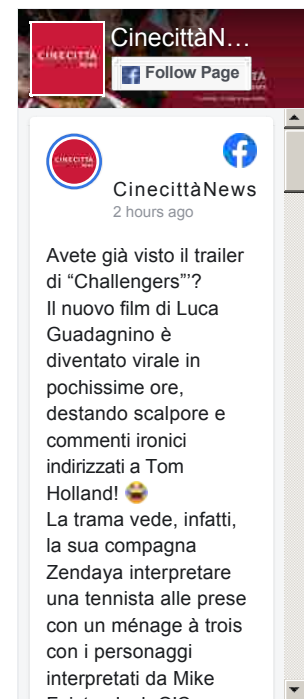 CinecittàN…
CINECITTÀ
NEWS
Follow Page
CINECITTÀ
CinecittàNews
2 hours ago
Avete già visto il trailer
di “Challengers”’?
Il nuovo film di Luca
Guadagnino è
diventato virale in
pochissime ore,
destando scalpore e
commenti ironici
indirizzati a Tom
Holland! 😂
La trama vede, infatti,
la sua compagna
Zendaya interpretare
una tennista alle prese
con un ménage à trois
con i personaggi
interpretati da Mike